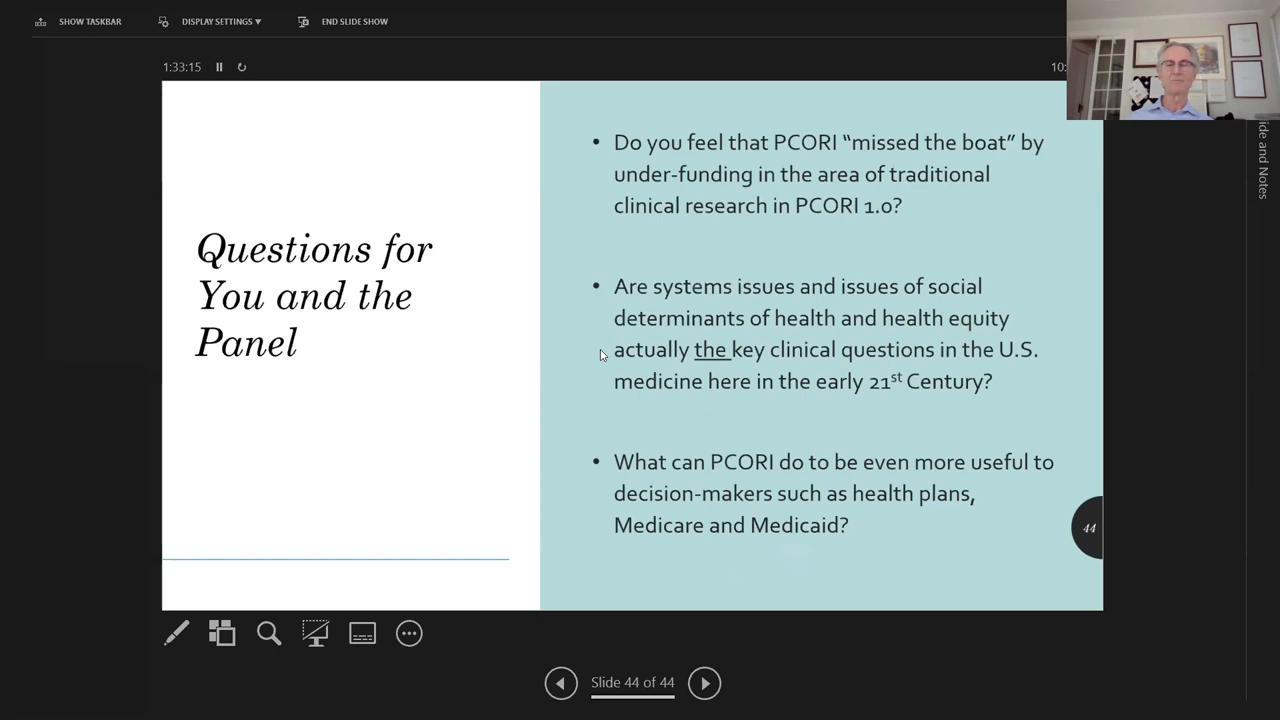 SHOW TASKBAR
DISPLAY SETTINGS ▼
END SLIDE SHOW
1:33:15
10:
ide and Notes
Questions for
You and the
Panel
• Do you feel that PCORI “missed the boat” by
under-funding in the area of traditional
clinical research in PCORI 1.0?
• Are systems issues and issues of social
determinants of health and health equity
actually the key clinical questions in the U.S.
medicine here in the early 21st Century?
• What can PCORI do to be even more useful to
decision-makers such as health plans,
Medicare and Medicaid?
44
Slide 44 of 44